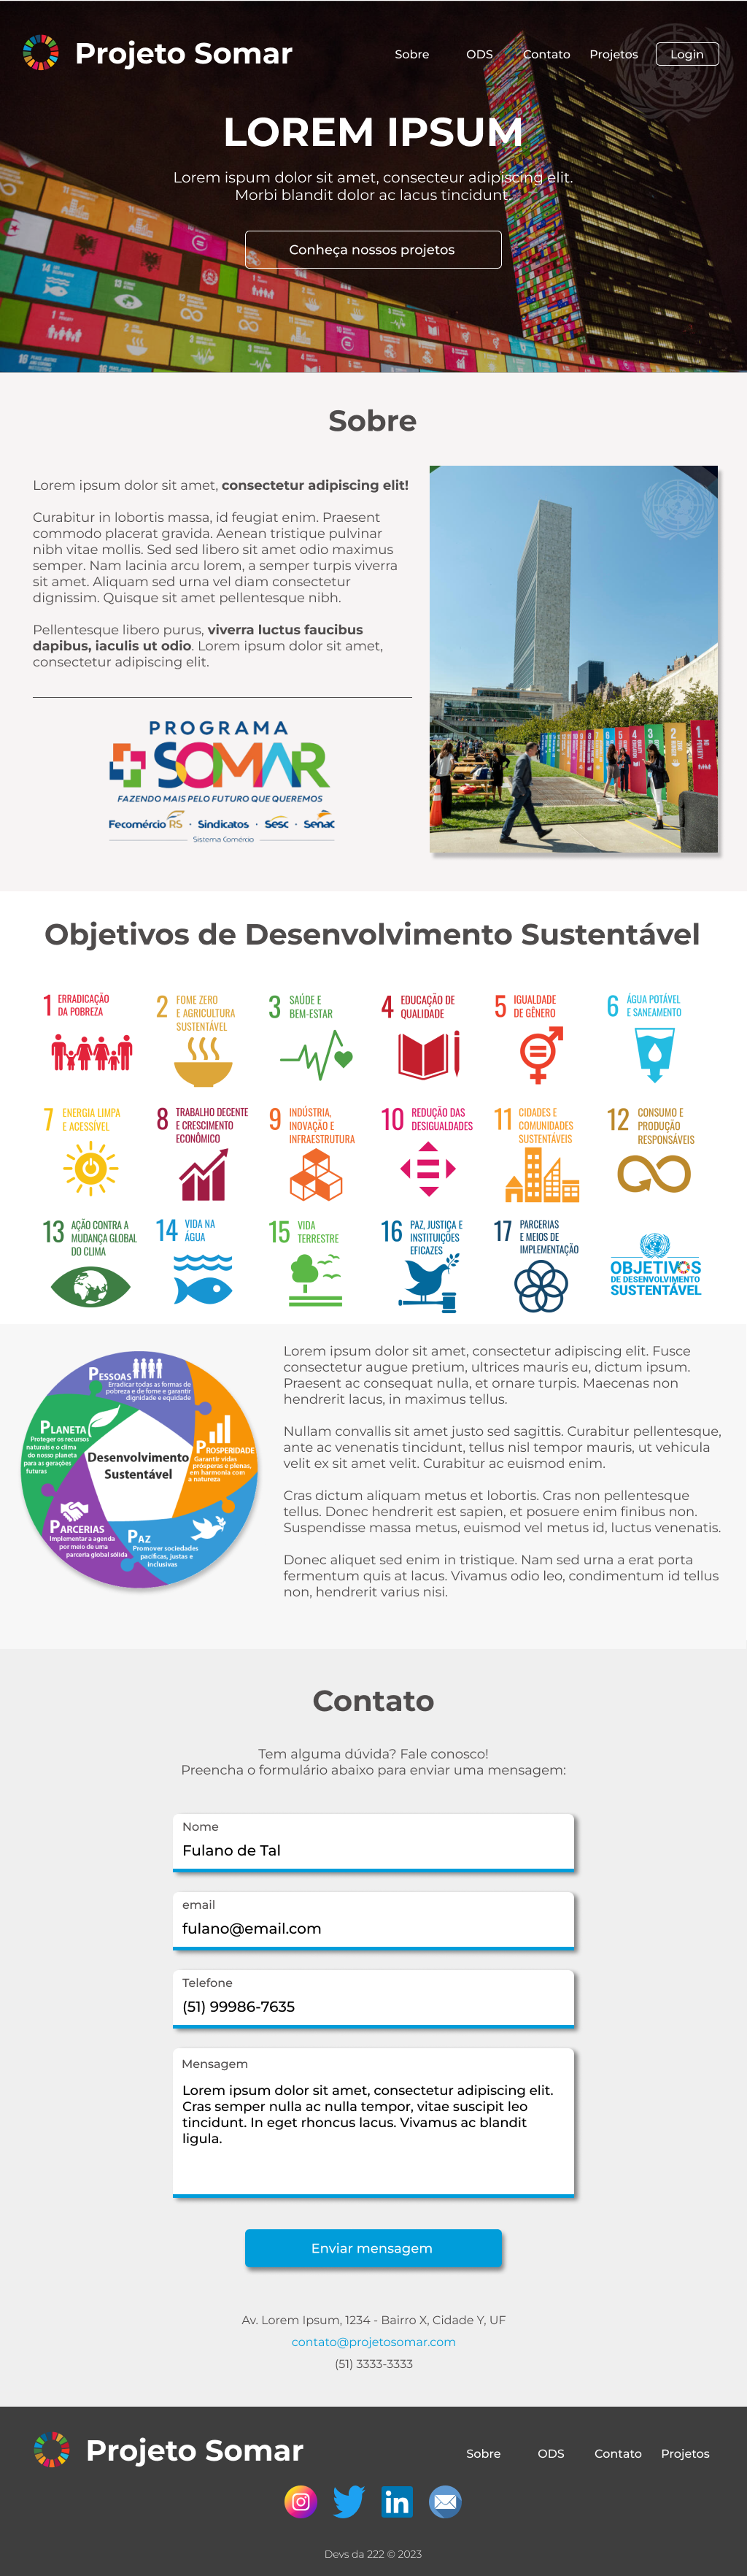 Projeto Somar
Sobre
ODS
Contato
Projetos
Login
LOREM IPSUM
Lorem ispum dolor sit amet, consecteur adipiscing elit.
Morbi blandit dolor ac lacus tincidunt.
Conheça nossos projetos
Sobre
Lorem ipsum dolor sit amet, consectetur adipiscing elit!
Curabitur in lobortis massa, id feugiat enim. Praesent
commodo placerat gravida. Aenean tristique pulvinar
nibh vitae mollis. Sed sed libero sit amet odio maximus
semper. Nam lacinia arcu lorem, a semper turpis viverra
sit amet. Aliquam sed urna vel diam consectetur
dignissim. Quisque sit amet pellentesque nibh.
Pellentesque libero purus, viverra luctus faucibus
dapibus, iaculis ut odio. Lorem ipsum dolor sit amet,
consectetur adipiscing elit.
PROGRAMA
SOMAR
FAZENDO MAIS PELO FUTURO QUE QUEREMOS
Fecomércio RS · Sindicatos · Sesc · Senac
Sistema Comércio
Objetivos de Desenvolvimento Sustentável
1 ERRADICAÇÃO
DA POBREZA
2 FOME ZERO
E AGRICULTURA
SUSTENTÁVEL
3 SAÚDE E
BEM-ESTAR
4 EDUCAÇÃO DE
QUALIDADE
5 IGUALDADE
DE GÊNERO
6 ÁGUA POTÁVEL
E SANEAMENTO
7 ENERGIA LIMPA
E ACESSÍVEL
8 TRABALHO DECENTE
E CRESCIMENTO
ECONÔMICO
9 INDÚSTRIA,
INOVAÇÃO E
INFRAESTRUTURA
10 REDUÇÃO DAS
DESIGUALDADES
11 CIDADES E
COMUNIDADES
SUSTENTÁVEIS
12 CONSUMO E
PRODUÇÃO
RESPONSÁVEIS
13 AÇÃO CONTRA A
MUDANÇA GLOBAL
DO CLIMA
14 VIDA NA
ÁGUA
15 VIDA
TERRESTRE
16 PAZ, JUSTIÇA E
INSTITUIÇÕES
EFICAZES
17 PARCERIAS
E MEIOS DE
IMPLEMENTAÇÃO
OBJETIVOS
DE DESENVOLVIMENTO
SUSTENTÁVEL
PESSOAS
Erradicar todas as formas de
pobreza e de fome e garantir
dignidade e equidade
PLANETA
Proteger os recursos
naturais e o clima
do nosso planeta
para as gerações
futuras
PROSPERIDADE
Garantir vidas
prósperas e plenas,
em harmonia com
a natureza
Desenvolvimento
Sustentável
PARCERIAS
Implementar a agenda
por meio de uma
parceria global sólida
PAZ
Promover sociedades
pacíficas, justas e
inclusivas
Lorem ipsum dolor sit amet, consectetur adipiscing elit. Fusce
consectetur augue pretium, ultrices mauris eu, dictum ipsum.
Praesent ac consequat nulla, et ornare turpis. Maecenas non
hendrerit lacus, in maximus tellus.
Nullam convallis sit amet justo sed sagittis. Curabitur pellentesque,
ante ac venenatis tincidunt, tellus nisl tempor mauris, ut vehicula
velit ex sit amet velit. Curabitur ac euismod enim.
Cras dictum aliquam metus et lobortis. Cras non pellentesque
tellus. Donec hendrerit est sapien, et posuere enim finibus non.
Suspendisse massa metus, euismod vel metus id, luctus venenatis.
Donec aliquet sed enim in tristique. Nam sed urna a erat porta
fermentum quis at lacus. Vivamus odio leo, condimentum id tellus
non, hendrerit varius nisi.
Contato
Tem alguma dúvida? Fale conosco!
Preencha o formulário abaixo para enviar uma mensagem:
Nome
Fulano de Tal
email
fulano@email.com
Telefone
(51) 99986-7635
Mensagem
Lorem ipsum dolor sit amet, consectetur adipiscing elit.
Cras semper nulla ac nulla tempor, vitae suscipit leo
tincidunt. In eget rhoncus lacus. Vivamus ac blandit
ligula.
Enviar mensagem
Av. Lorem Ipsum, 1234 - Bairro X, Cidade Y, UF
contato@projetosomar.com
(51) 3333-3333
Projeto Somar
Sobre
ODS
Contato
Projetos
in
Devs da 222 © 2023